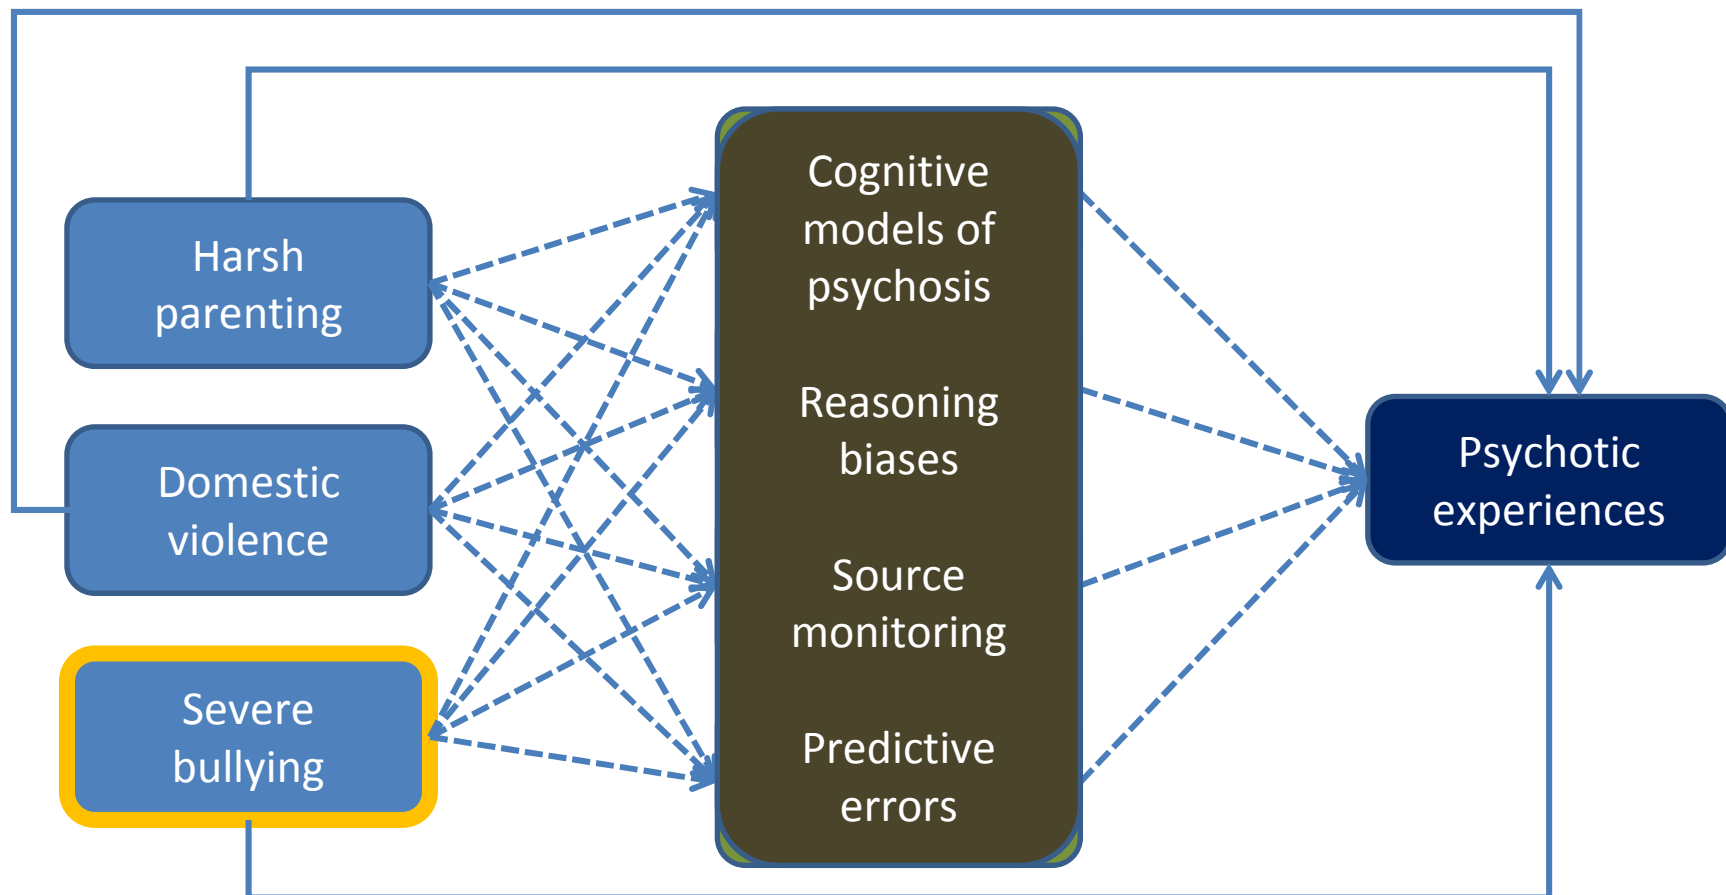 Harsh
parenting
Domestic
violence
Severe
bullying
Cognitive
models of
psychosis
Reasoning
biases
Source
monitoring
Predictive
errors
Psychotic
experiences